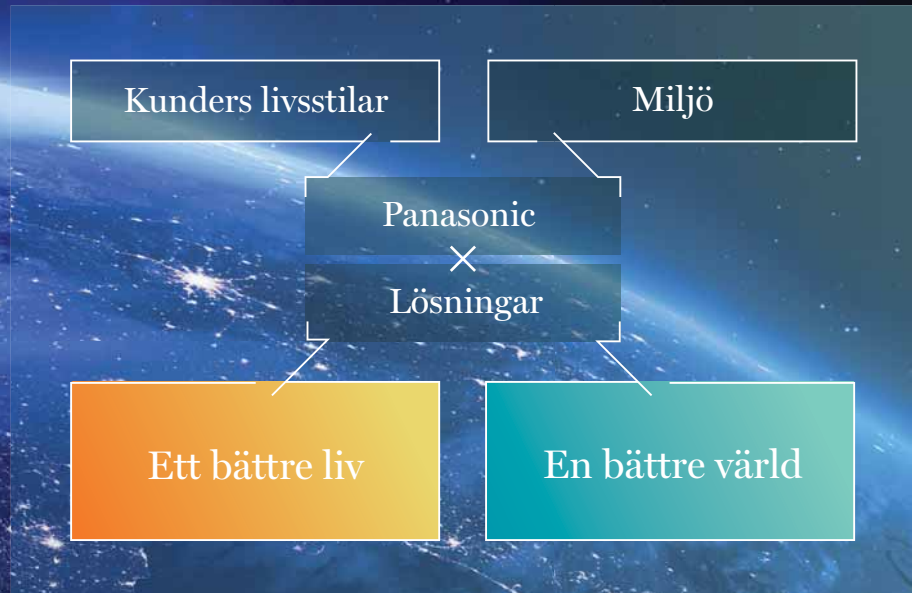 Kunders livsstilar
Miljö
Panasonic
×
Lösningar
Ett bättre liv
En bättre värld